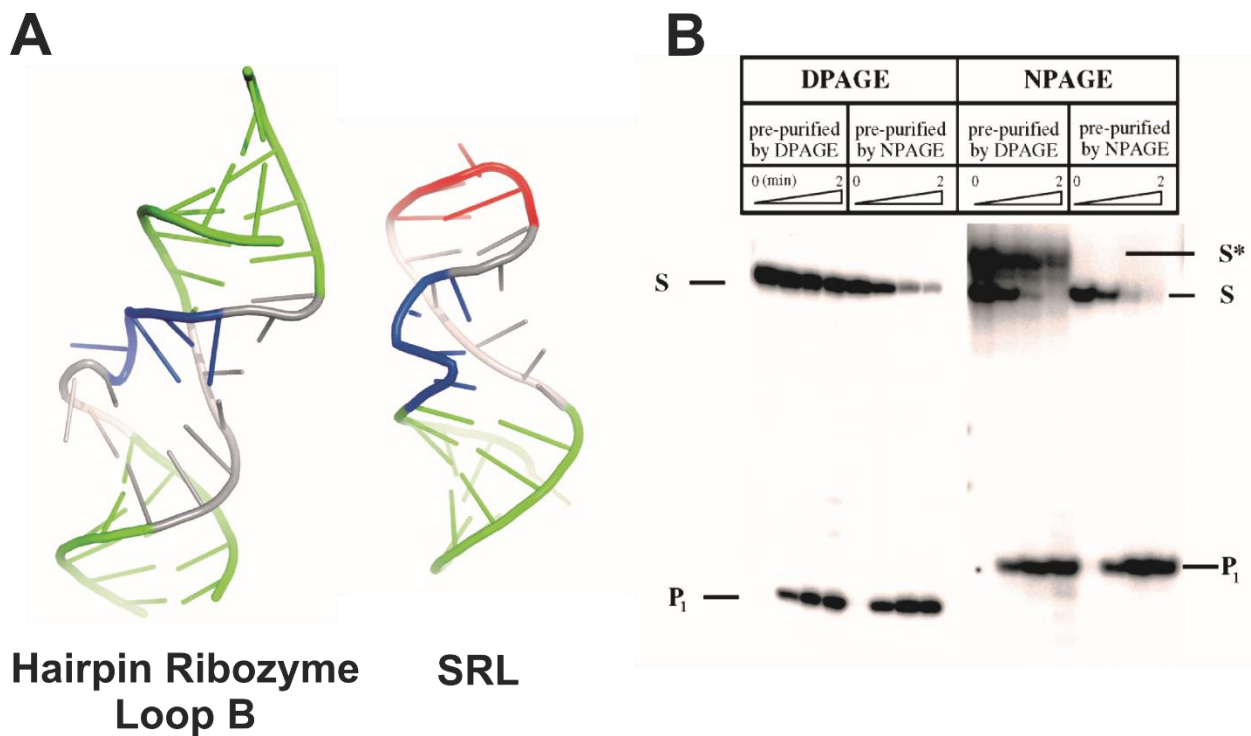 A
B
DPAGE
NPAGE
pre-purified by DPAGE
pre-purified by NPAGE
pre-purified by DPAGE
pre-purified by NPAGE
0 (min) 2
0 2
0 2
0 2
S
S*
S
P1
P1
Hairpin Ribozyme
Loop B
SRL